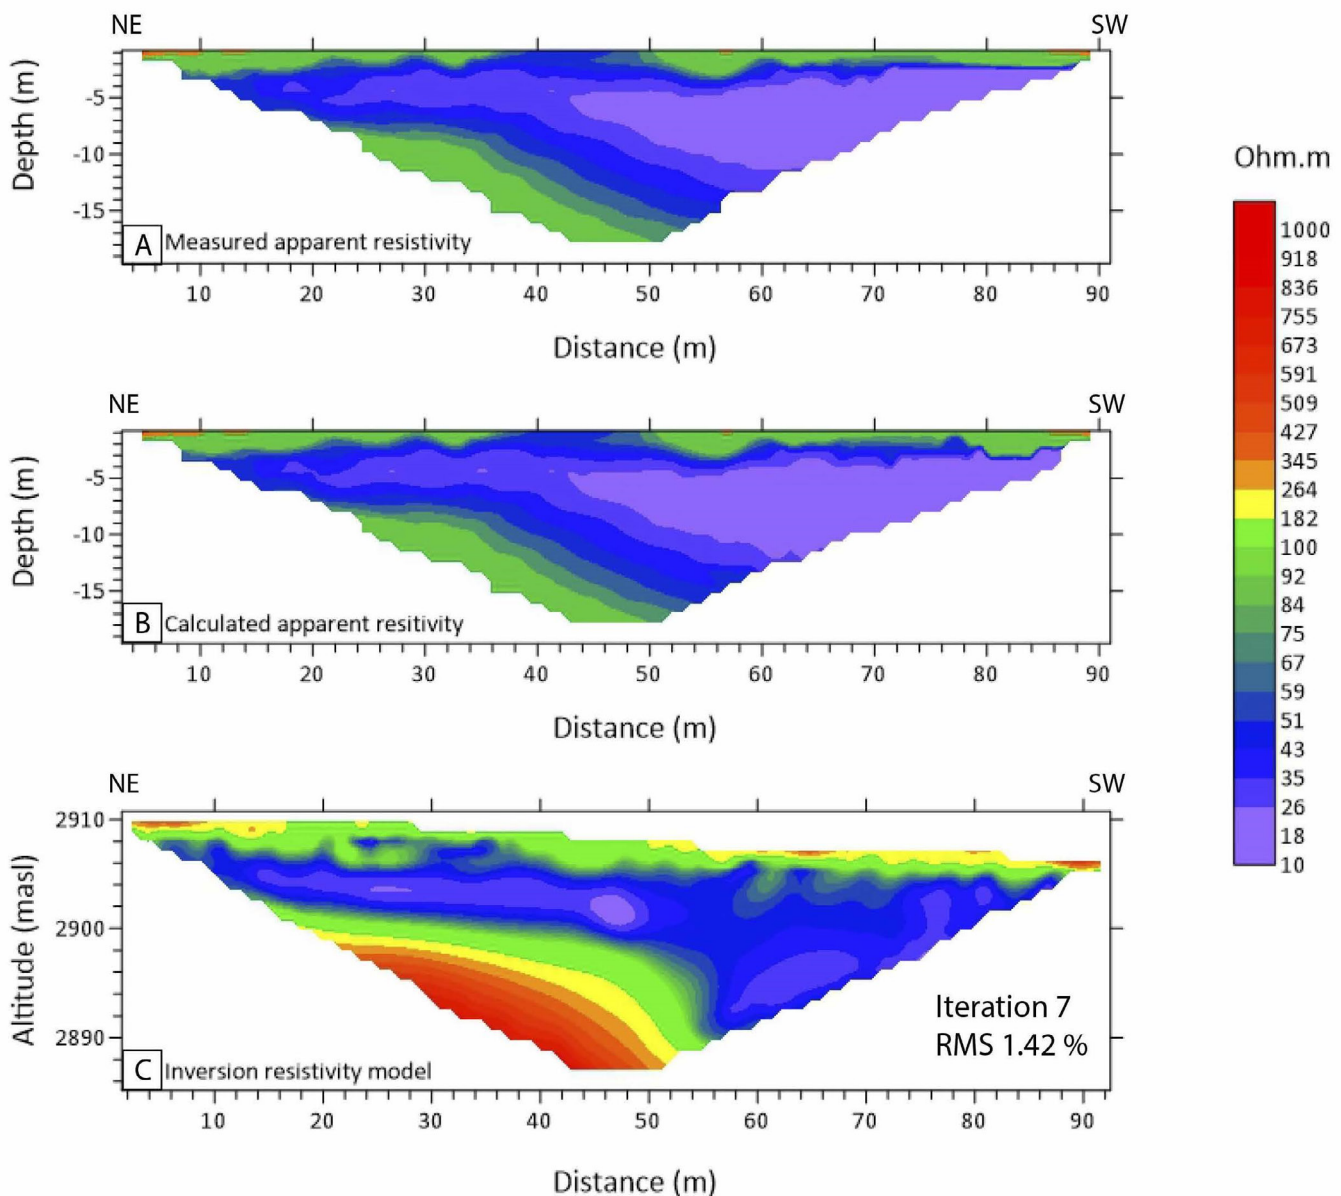 NE SW
Depth (m)
-5
-10
-15
A Measured apparent resistivity
10 20 30 40 50 60 70 80 90
Distance (m)
NE SW
Depth (m)
-5
-10
-15
B Calculated apparent resitivity
10 20 30 40 50 60 70 80 90
Distance (m)
NE SW
Altitude (masl)
2910
2900
2890
Iteration 7
RMS 1.42 %
C Inversion resistivity model
10 20 30 40 50 60 70 80 90
Distance (m)
Ohm.m
1000
918
836
755
673
591
509
427
345
264
182
100
92
84
75
67
59
51
43
35
26
18
10